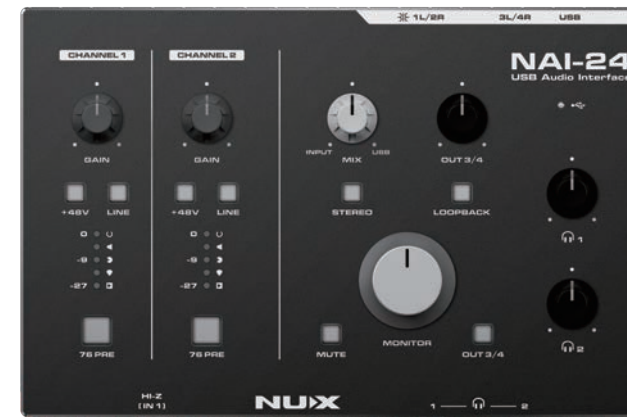 1L/2R 3L/4R USB
NAI-24
USB Audio Interface
CHANNEL 1 CHANNEL 2
GAIN GAIN INPUT MIX USB OUT 3/4
+48V LINE +48V LINE STEREO LOOPBACK
0 0
1
-9 -9
-27 -27
MONITOR
2
76 PRE 76 PRE MUTE OUT 3/4
HI-Z
(IN 1)
NUX
1 2